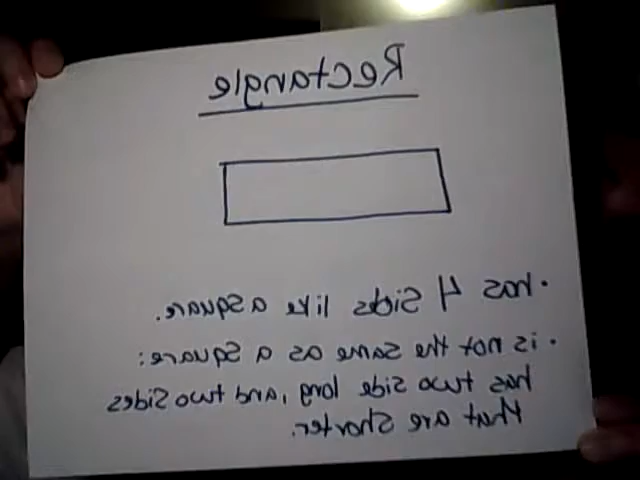 Rectangle
• has 4 Sides like a square.
• is not the same as a square:
has two side long, and two sides
that are shorter.